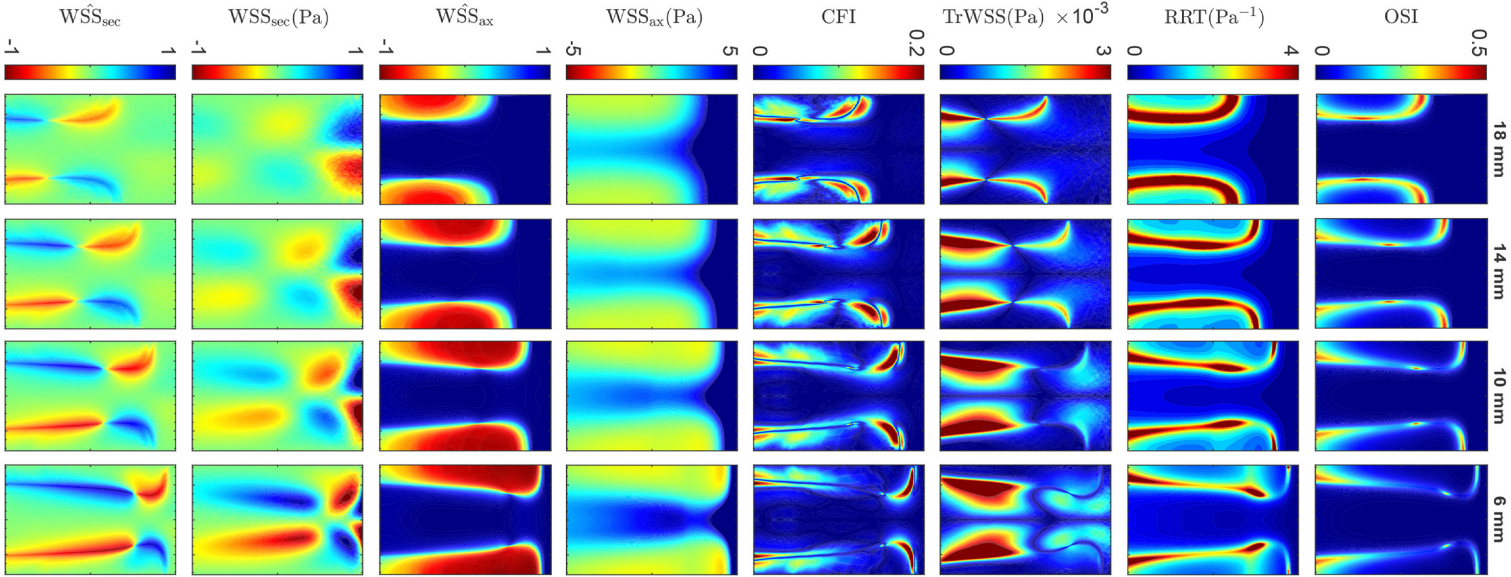 WŜS_sec
WSS_sec(Pa)
WŜS_ax
WSS_ax(Pa)
CFI
TrWSS(Pa) ×10⁻³
RRT(Pa⁻¹)
OSI
-1 1
-1 1
-1 1
-5 5
0 0.2
0 3
0 4
0 0.5
18 mm
14 mm
10 mm
6 mm